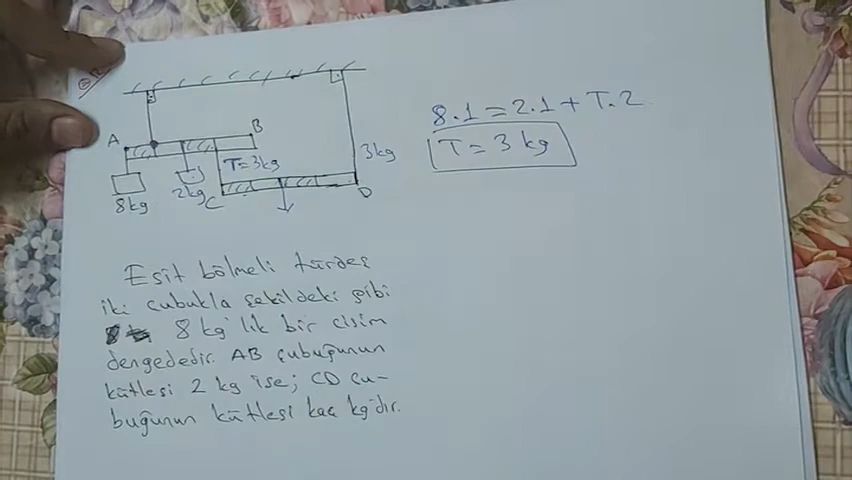 8.1=2.1+T.2
T=3 kg
A
B
T=3kg
3kg
8kg
2kg
C
D
Eşit bölmeli türdeş
iki çubukla şekildeki gibi
8 kg'lık bir cisim
dengededir. AB çubuğunun
kütlesi 2 kg ise; CD çu-
buğunun kütlesi kaç kg'dır.